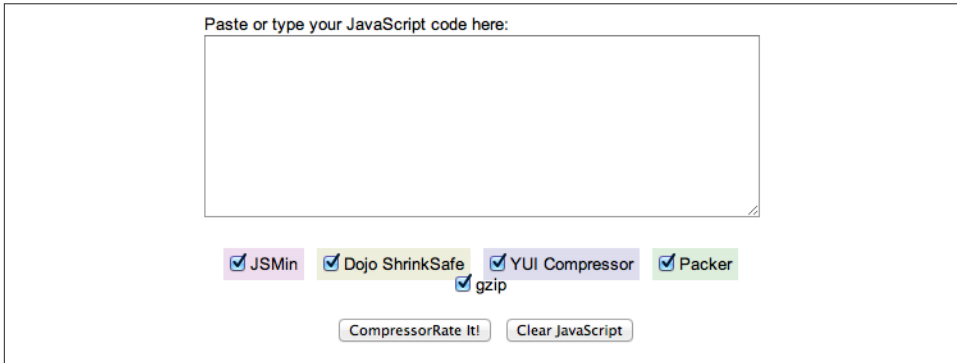 Paste or type your JavaScript code here:
JSMin Dojo ShrinkSafe YUI Compressor Packer
gzip
CompressorRate It! Clear JavaScript